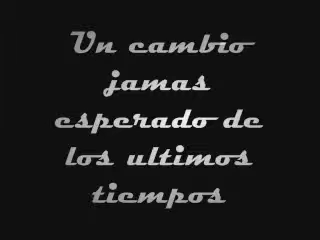 Un cambio
jamas
esperado de
los ultimos
tiempos